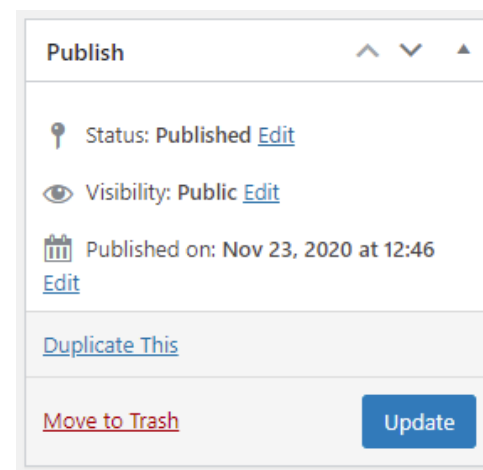 Publish
Status: Published Edit
Visibility: Public Edit
Published on: Nov 23, 2020 at 12:46
Edit
Duplicate This
Move to Trash
Update